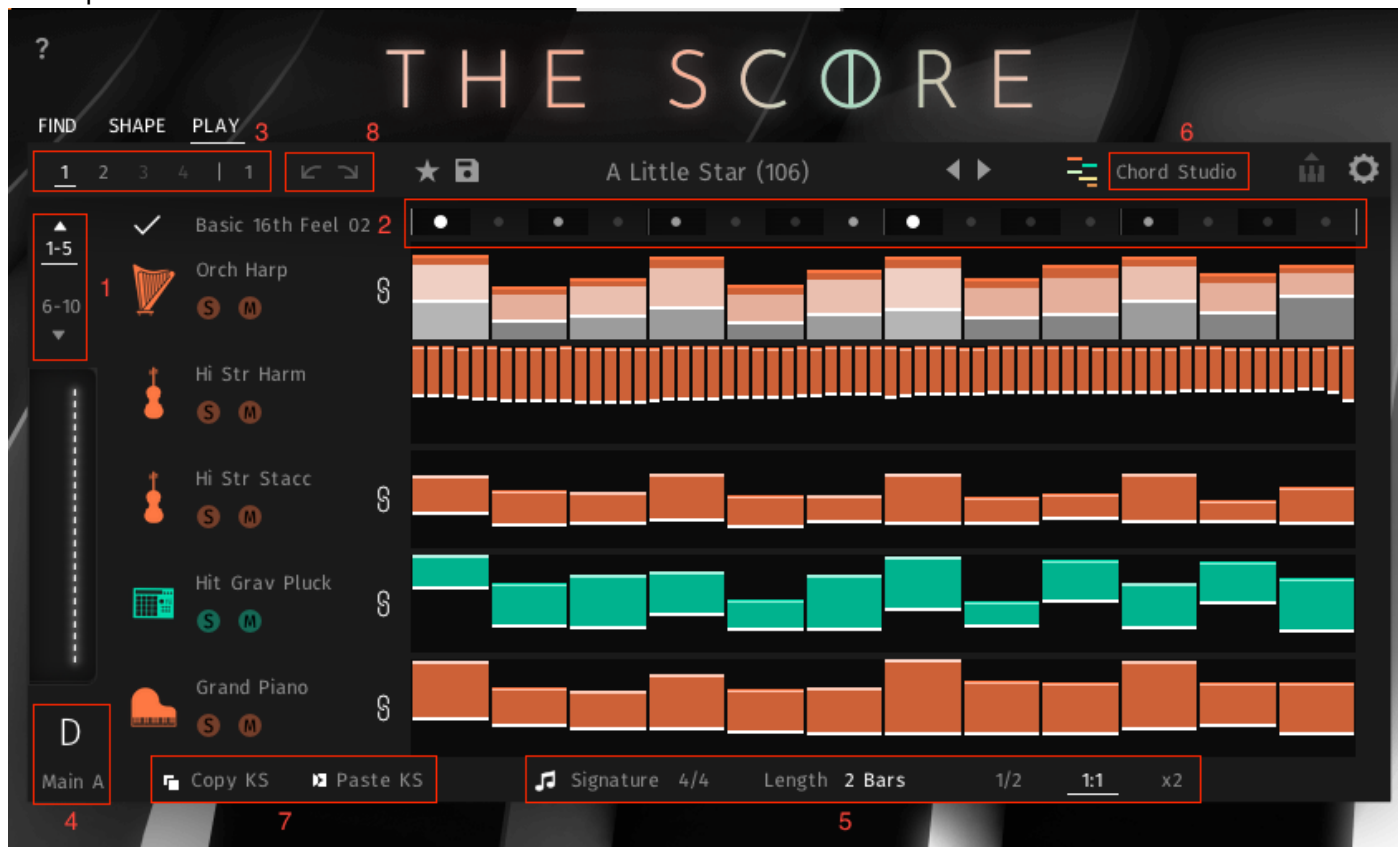 ?
THE SCORE
FIND SHAPE PLAY 3 8 6
1 2 3 4 | 1 A Little Star (106) Chord Studio
1-5 Basic 16th Feel 02 2
1 Orch Harp
6-10 S M
Hi Str Harm
S M
Hi Str Stacc
S M
Hit Grav Pluck
S M
Grand Piano
D S M
Main A Copy KS Paste KS Signature 4/4 Length 2 Bars 1/2 1:1 x2
4 7 5